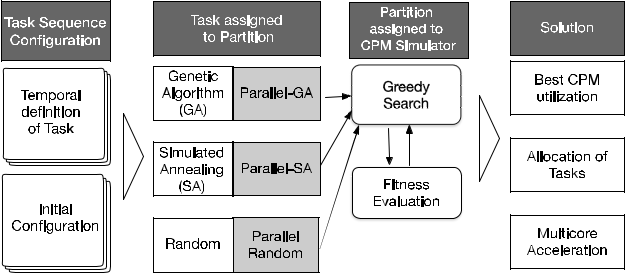 Task Sequence
Configuration
Task assigned
to Partition
Partition
assigned to
CPM Simulator
Solution
Temporal
definition
of Task
Initial
Configuration
Genetic
Algorithm
(GA)
Parallel-GA
Simulated
Annealing
(SA)
Parallel-SA
Random
Parallel
Random
Greedy
Search
Fitness
Evaluation
Best CPM
utilization
Allocation of
Tasks
Multicore
Acceleration